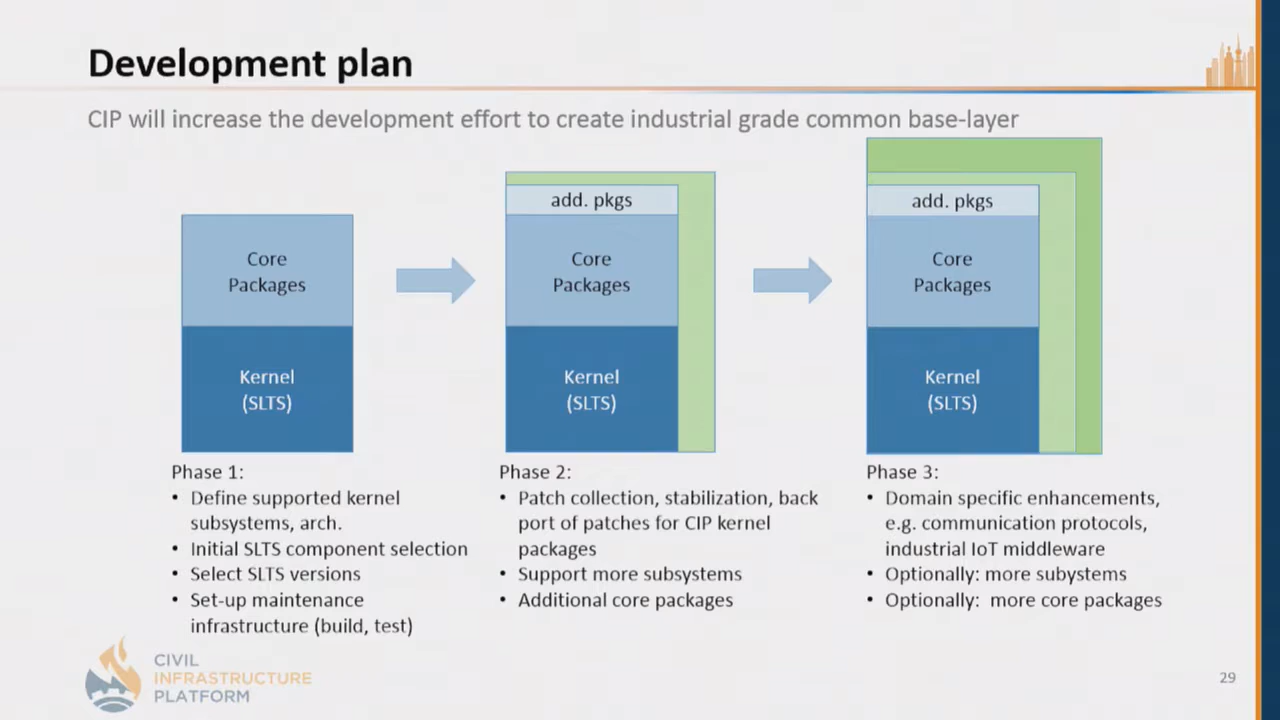 Development plan
CIP will increase the development effort to create industrial grade common base-layer
Core
Packages
Kernel
(SLTS)
add. pkgs
Core
Packages
Kernel
(SLTS)
add. pkgs
Core
Packages
Kernel
(SLTS)
Phase 1:
• Define supported kernel
subsystems, arch.
• Initial SLTS component selection
• Select SLTS versions
• Set-up maintenance
infrastructure (build, test)
Phase 2:
• Patch collection, stabilization, back
port of patches for CIP kernel
packages
• Support more subsystems
• Additional core packages
Phase 3:
• Domain specific enhancements,
e.g. communication protocols,
industrial IoT middleware
• Optionally: more subystems
• Optionally:  more core packages
CIVIL
INFRASTRUCTURE
PLATFORM
29